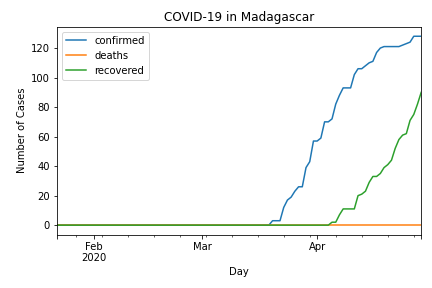 COVID-19 in Madagascar
confirmed
deaths
recovered
Number of Cases
120
100
80
60
40
20
0
Feb
2020
Mar
Apr
Day